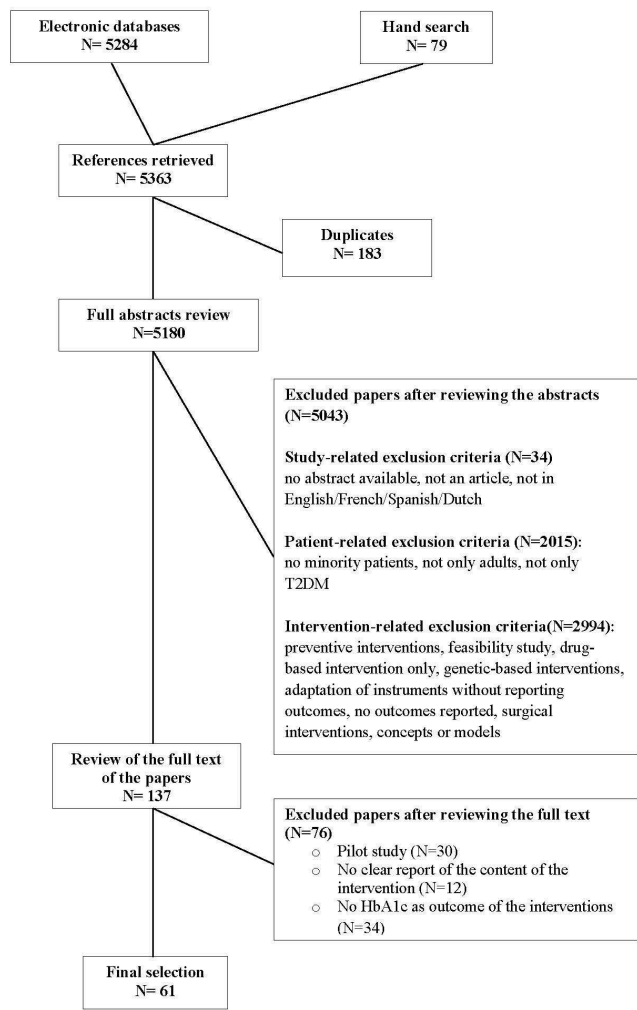 Electronic databases
N= 5284
Hand search
N= 79
References retrieved
N= 5363
Duplicates
N= 183
Full abstracts review
N=5180
Excluded papers after reviewing the abstracts
(N=5043)
Study-related exclusion criteria (N=34)
no abstract available, not an article, not in
English/French/Spanish/Dutch
Patient-related exclusion criteria (N=2015):
no minority patients, not only adults, not only
T2DM
Intervention-related exclusion criteria(N=2994):
preventive interventions, feasibility study, drug-
based intervention only, genetic-based interventions,
adaptation of instruments without reporting
outcomes, no outcomes reported, surgical
interventions, concepts or models
Review of the full text
of the papers
N= 137
Excluded papers after reviewing the full text
(N=76)
o Pilot study (N=30)
o No clear report of the content of the
intervention (N=12)
o No HbA1c as outcome of the interventions
(N=34)
Final selection
N= 61